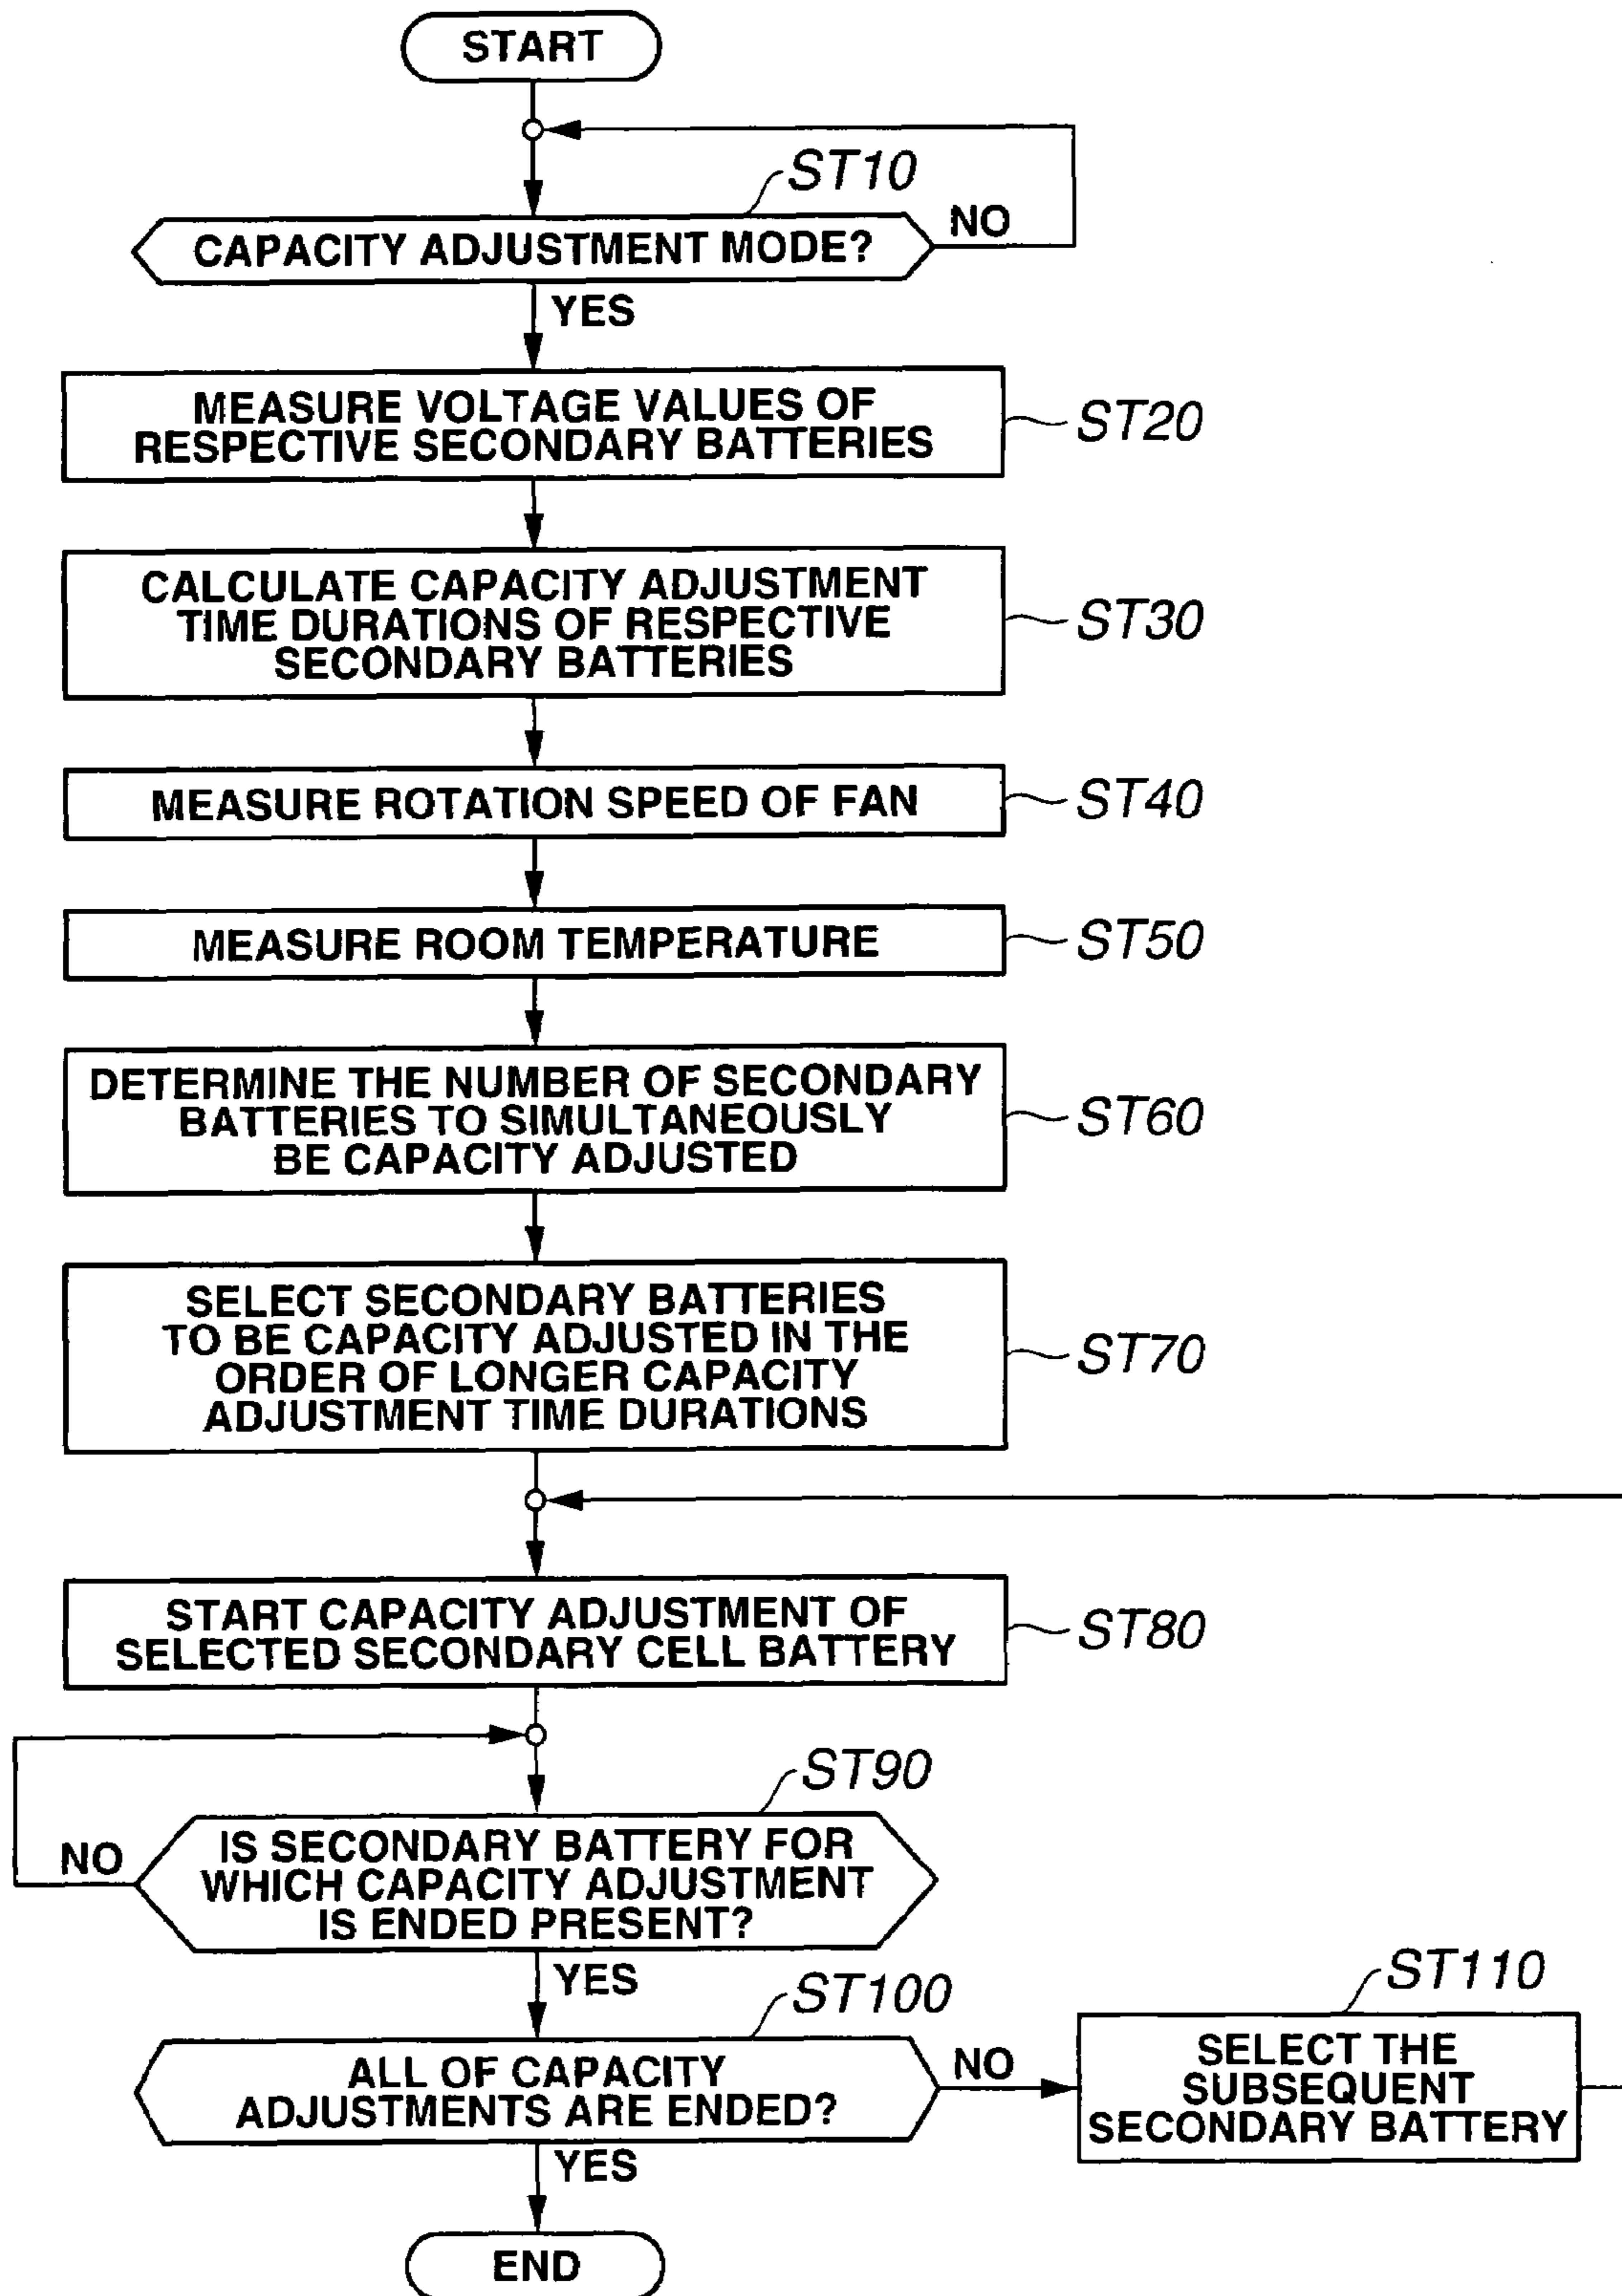 START
ST10
CAPACITY ADJUSTMENT MODE?
NO
YES
MEASURE VOLTAGE VALUES OF
RESPECTIVE SECONDARY BATTERIES
ST20
CALCULATE CAPACITY ADJUSTMENT
TIME DURATIONS OF RESPECTIVE
SECONDARY BATTERIES
ST30
MEASURE ROTATION SPEED OF FAN
ST40
MEASURE ROOM TEMPERATURE
ST50
DETERMINE THE NUMBER OF SECONDARY
BATTERIES TO SIMULTANEOUSLY
BE CAPACITY ADJUSTED
ST60
SELECT SECONDARY BATTERIES
TO BE CAPACITY ADJUSTED IN THE
ORDER OF LONGER CAPACITY
ADJUSTMENT TIME DURATIONS
ST70
START CAPACITY ADJUSTMENT OF
SELECTED SECONDARY CELL BATTERY
ST80
ST90
NO
IS SECONDARY BATTERY FOR
WHICH CAPACITY ADJUSTMENT
IS ENDED PRESENT?
YES
ST100
ALL OF CAPACITY
ADJUSTMENTS ARE ENDED?
NO
ST110
SELECT THE
SUBSEQUENT
SECONDARY BATTERY
YES
END